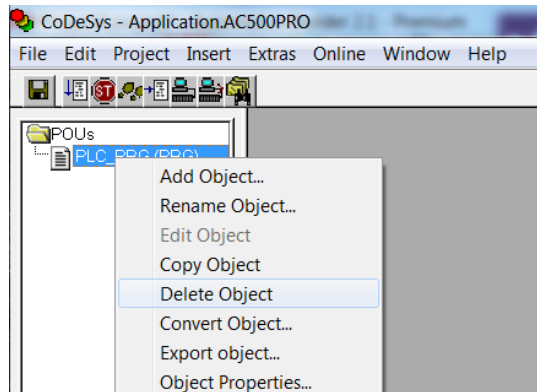 CoDeSys - Application.AC500PRO
File Edit Project Insert Extras Online Window Help
POUs
PLC_PRG (PRG)
Add Object...
Rename Object...
Edit Object
Copy Object
Delete Object
Convert Object...
Export object...
Object Properties...